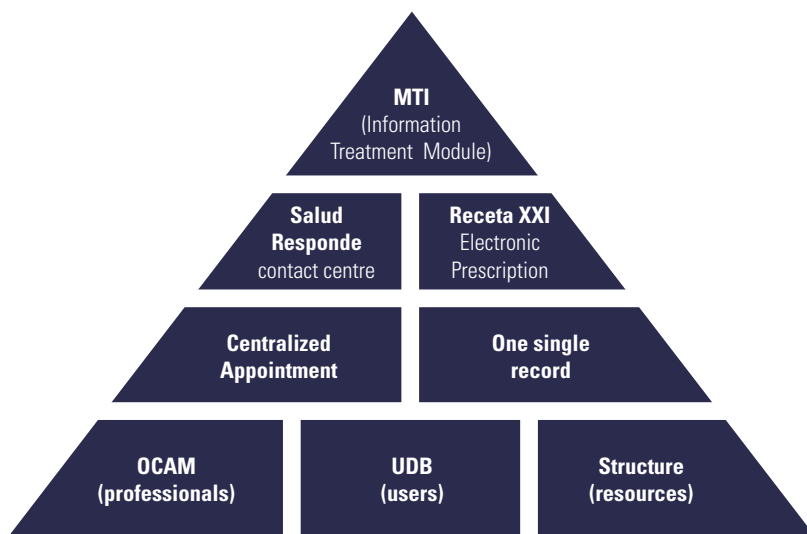 MTI
(Information
Treatment Module)
Salud
Responde
contact centre
Receta XXI
Electronic
Prescription
Centralized
Appointment
One single
record
OCAM
(professionals)
UDB
(users)
Structure
(resources)